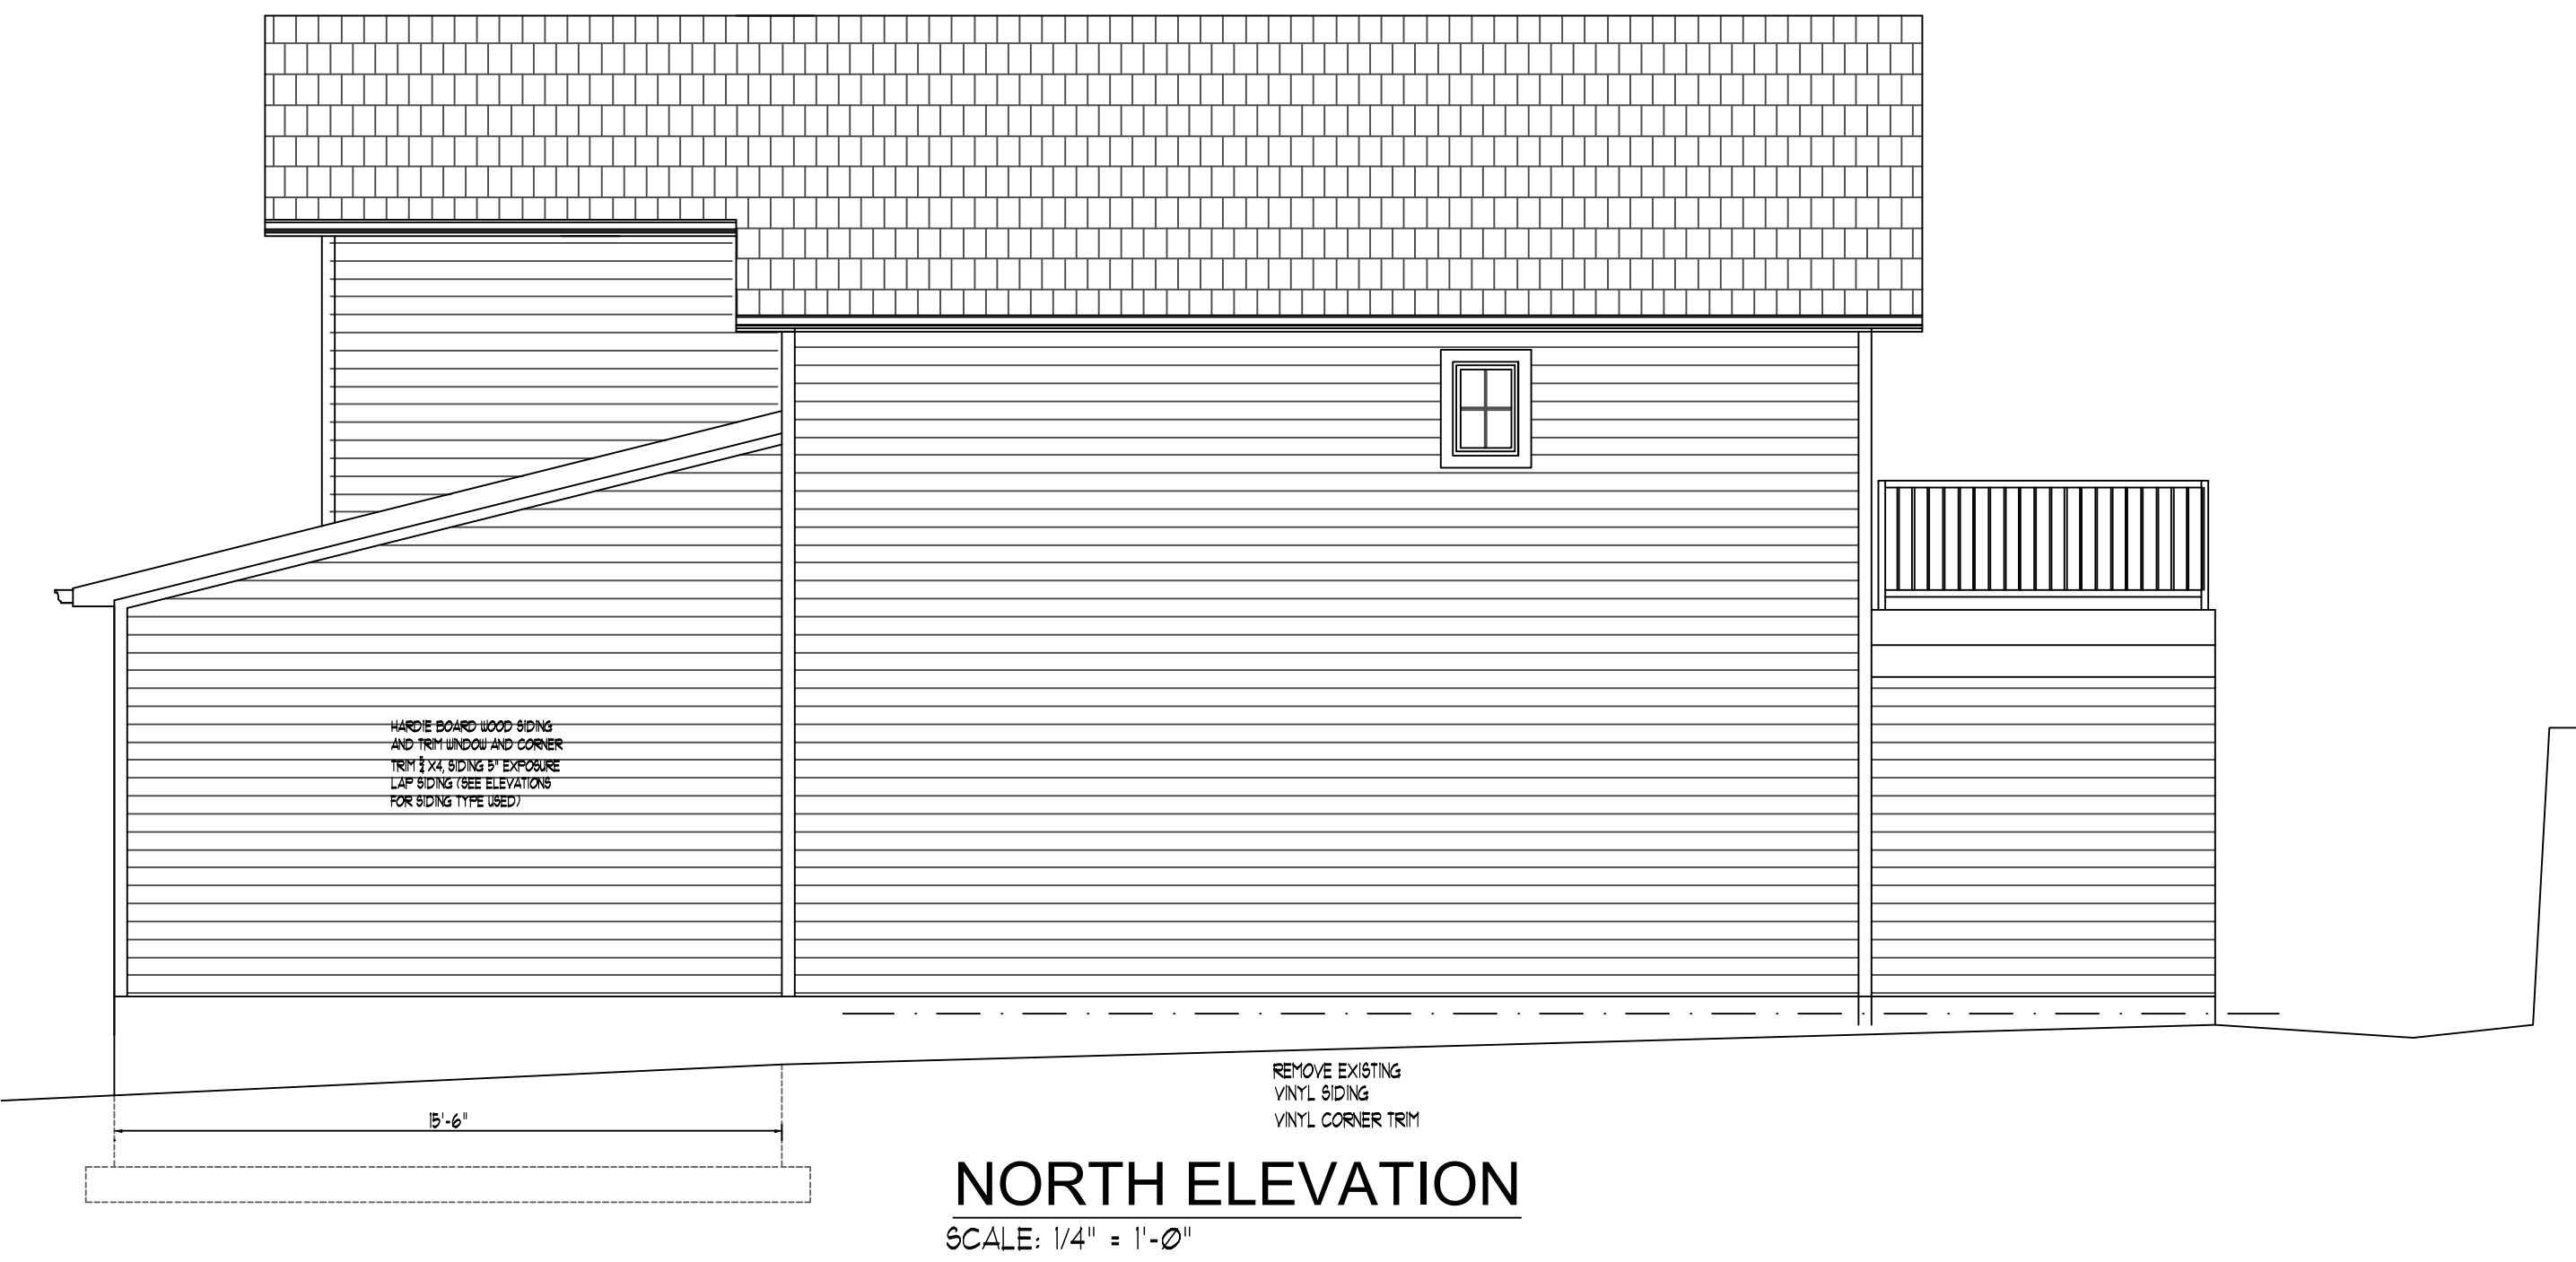 HARDIE BOARD WOOD SIDING
AND TRIM WINDOW AND CORNER
TRIM ¾ X4, SIDING 5" EXPOSURE
LAP SIDING (SEE ELEVATIONS
FOR SIDING TYPE USED)
REMOVE EXISTING
VINYL SIDING
VINYL CORNER TRIM
15'-6"
NORTH ELEVATION
SCALE: 1/4" = 1'-0"